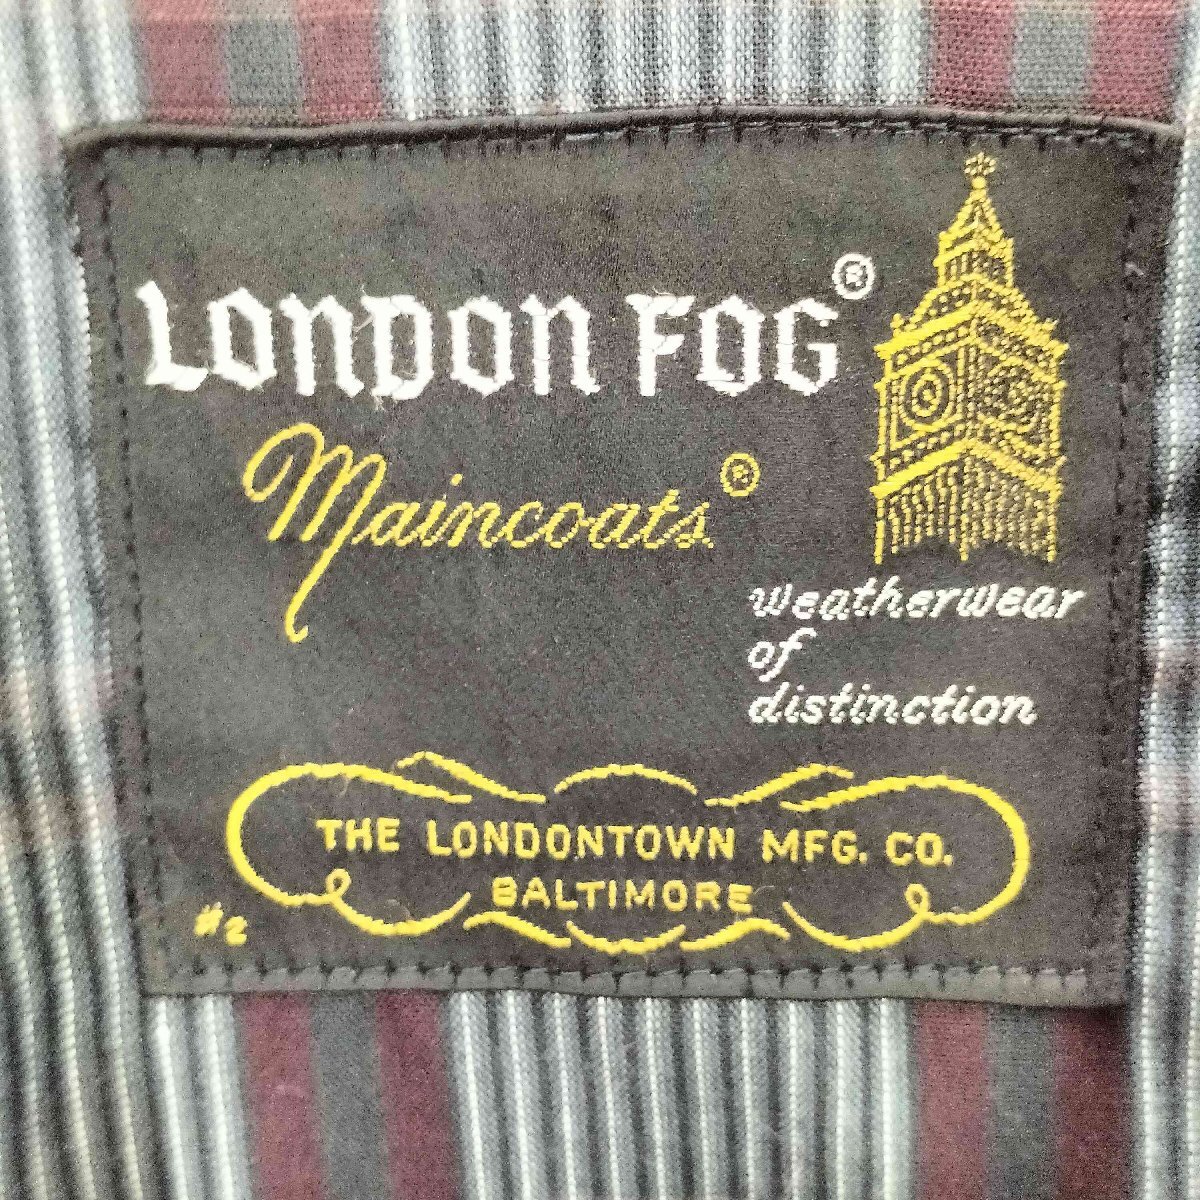 LONDON FOG®
Maincoats®
weatherwear
of
distinction
THE LONDONTOWN MFG. CO.
BALTIMORE
#2